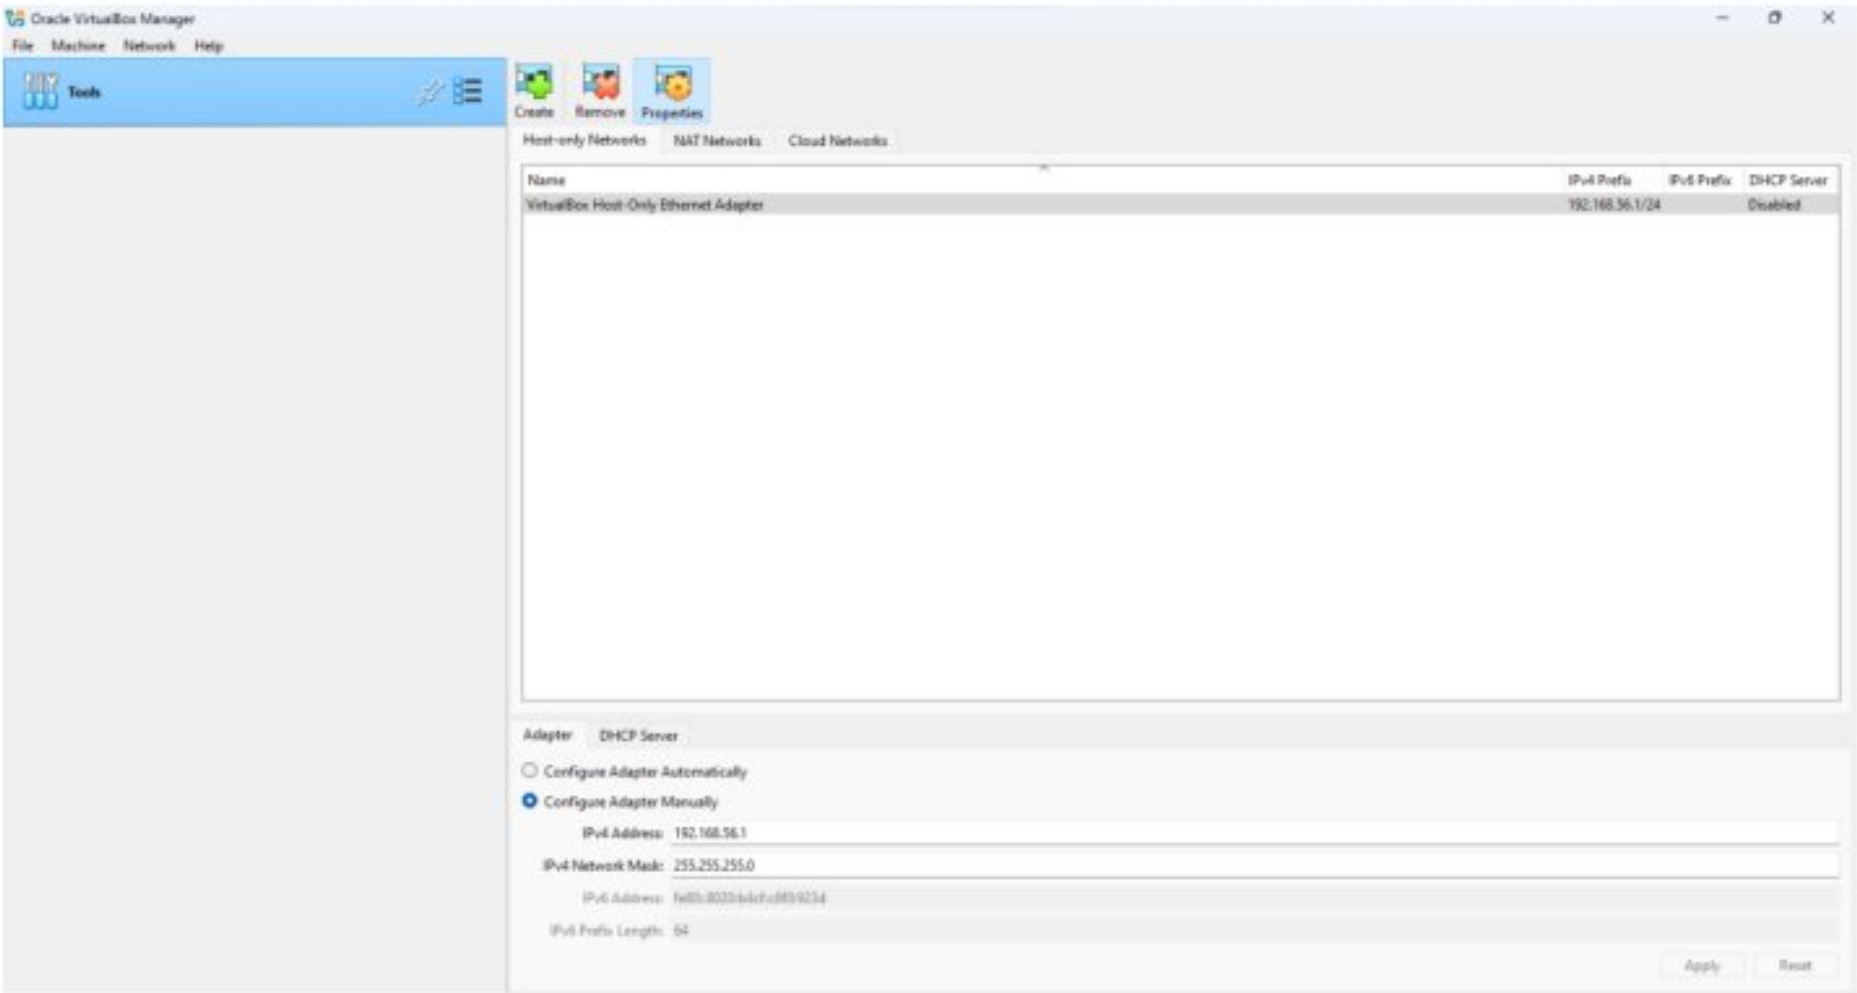 Oracle VirtualBox Manager
File Machine Network Help
Tools
Create Remove Properties
Host-only Networks NAT Networks Cloud Networks
Name IPv4 Prefix IPv6 Prefix DHCP Server
VirtualBox Host-Only Ethernet Adapter 192.168.56.1/24 Disabled
Adapter DHCP Server
Configure Adapter Automatically
Configure Adapter Manually
IPv4 Address: 192.168.56.1
IPv4 Network Mask: 255.255.255.0
IPv6 Address:
IPv6 Prefix Length: 64
Apply Reset